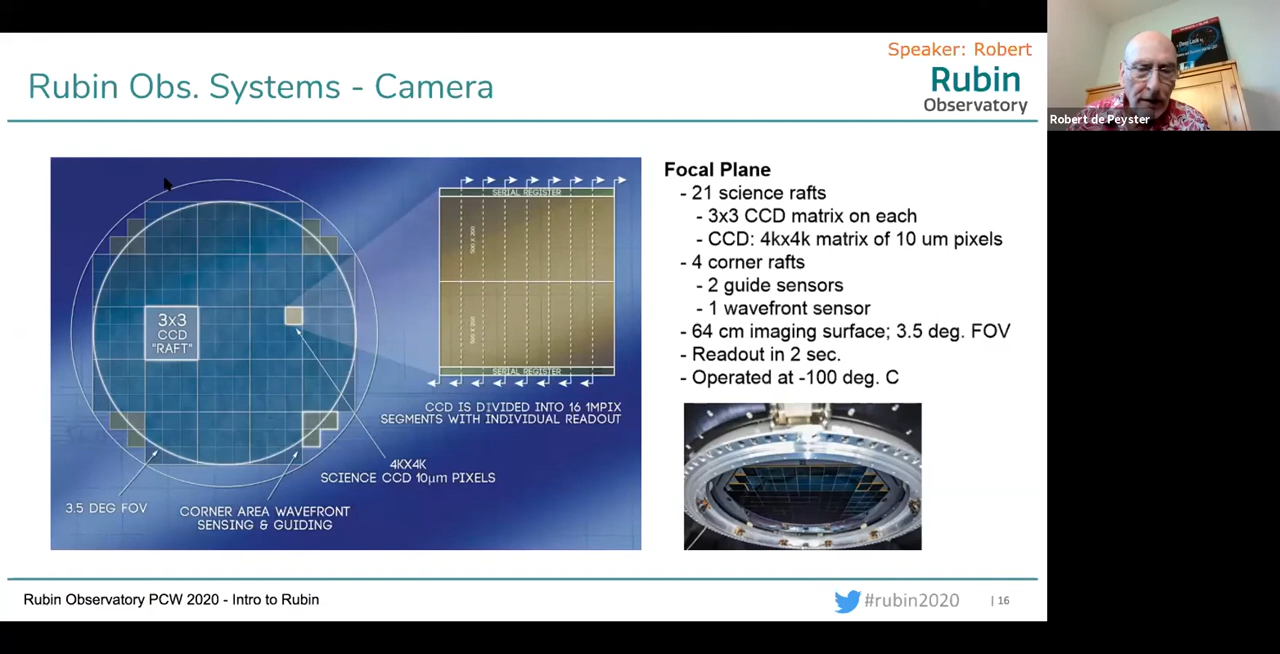 Speaker: Robert
Rubin Obs. Systems - Camera
Rubin
Observatory
Robert de Peyster
SERIAL REGISTER
3x3
CCD
"RAFT"
SERIAL REGISTER
CCD IS DIVIDED INTO 16 1MPIX
SEGMENTS WITH INDIVIDUAL READOUT
4KX4K
SCIENCE CCD 10μm PIXELS
3.5 DEG FOV
CORNER AREA WAVEFRONT
SENSING & GUIDING
Focal Plane
- 21 science rafts
- 3x3 CCD matrix on each
- CCD: 4kx4k matrix of 10 um pixels
- 4 corner rafts
- 2 guide sensors
- 1 wavefront sensor
- 64 cm imaging surface; 3.5 deg. FOV
- Readout in 2 sec.
- Operated at -100 deg. C
Rubin Observatory PCW 2020 - Intro to Rubin
#rubin2020
| 16